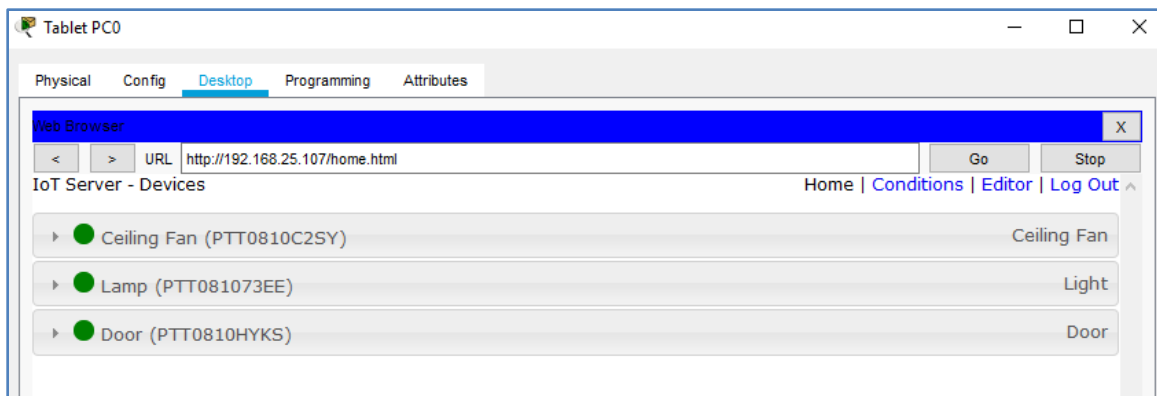 Tablet PC0
Physical Config Desktop Programming Attributes
Web Browser X
< > URL http://192.168.25.107/home.html Go Stop
IoT Server - Devices Home | Conditions | Editor | Log Out
Ceiling Fan (PTT0810C2SY) Ceiling Fan
Lamp (PTT081073EE) Light
Door (PTT0810HYKS) Door